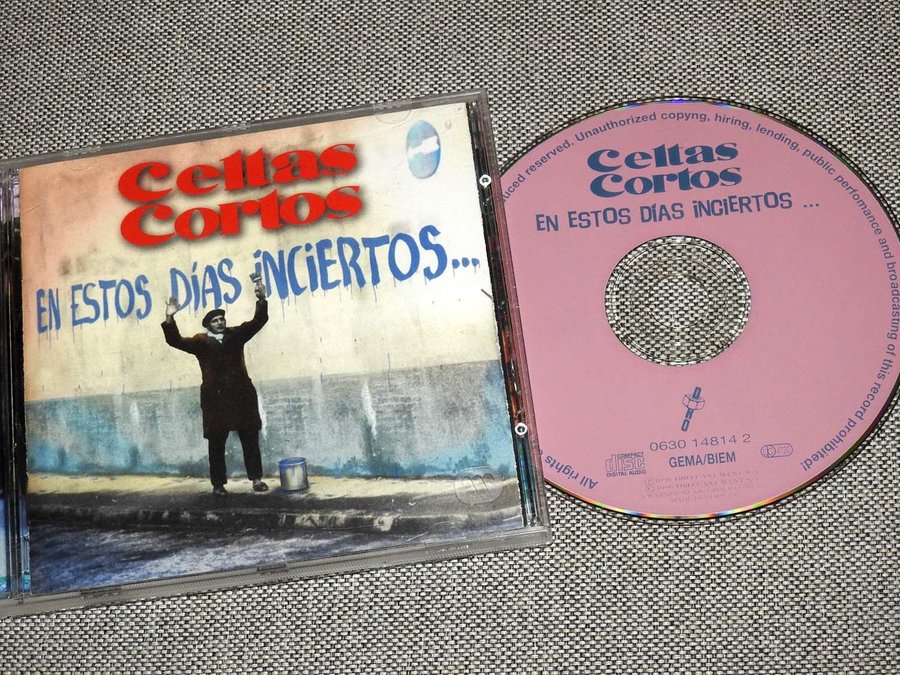 Celtas
Cortos
EN ESTOS DÍAS iNCiERTOS...
uced reserved. Unauthorized copyng, hiring, lending, public perfomance and broadcasting of this record prohibited!
Celtas
Cortos
EN ESTOS DÍAS iNCiERTOS ...
0630 14814 2
GEMA/BIEM
COMPACT
disc
DIGITAL AUDIO
All rights